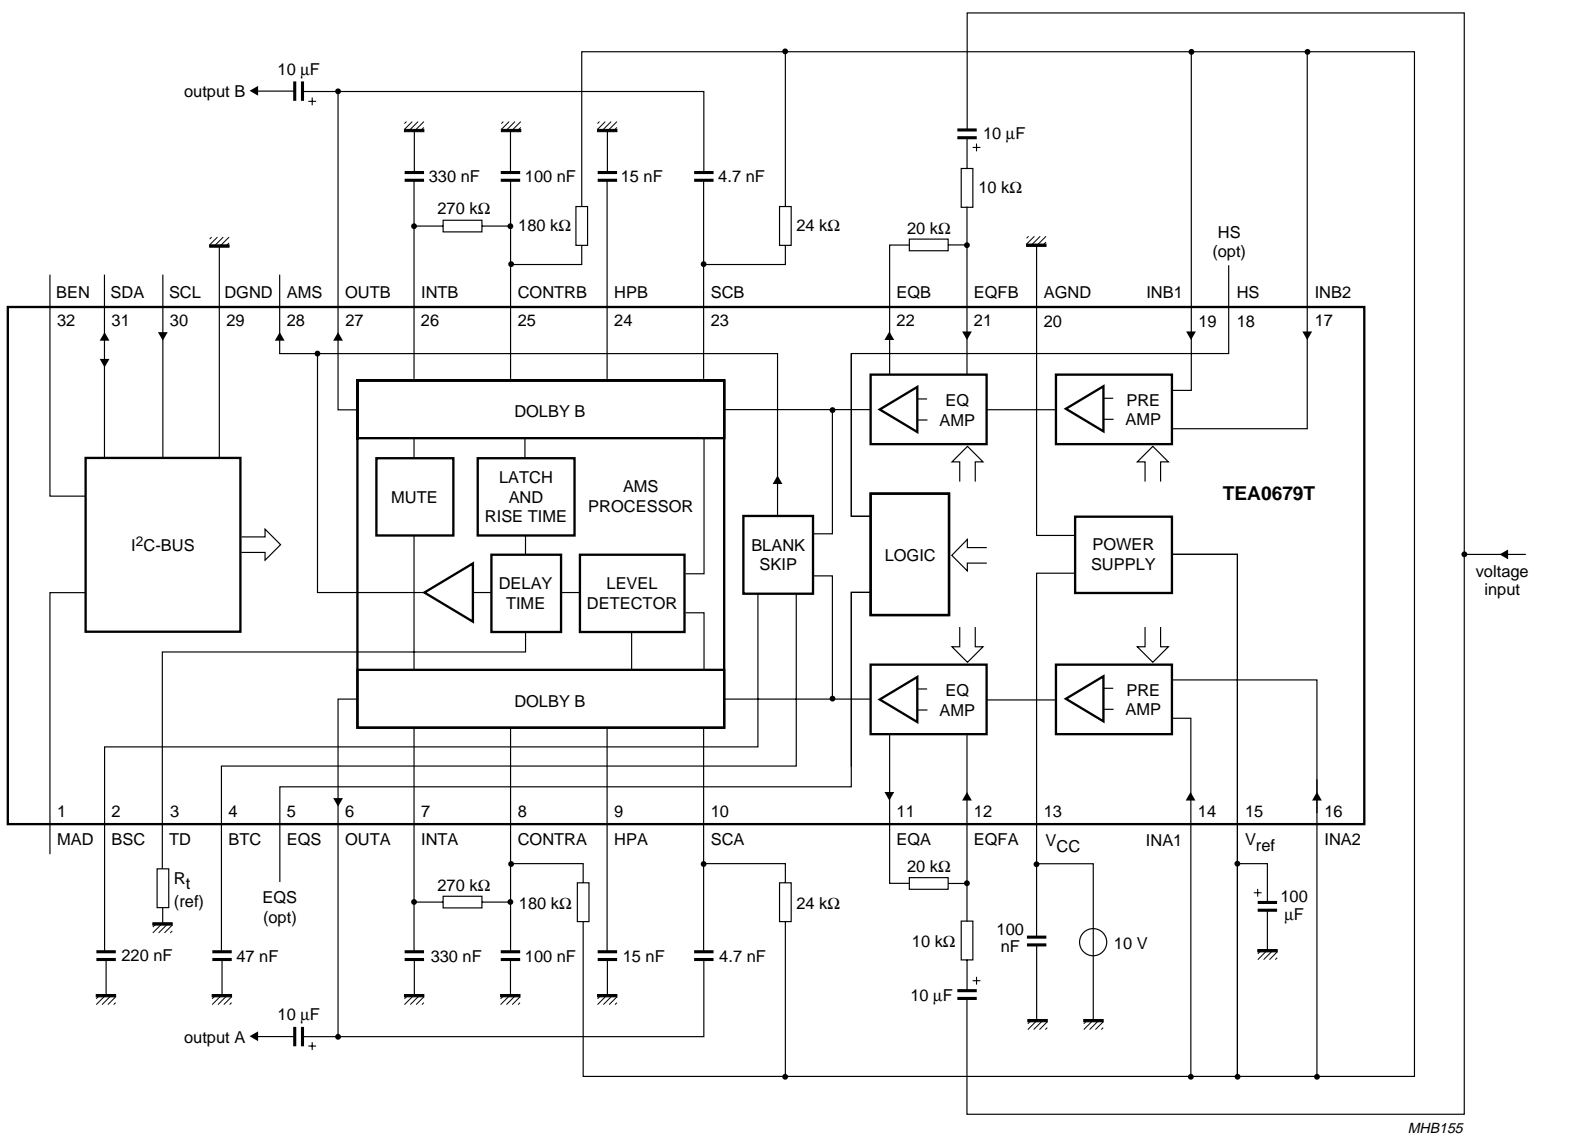 10 μF
output B
+
330 nF
100 nF
15 nF
4.7 nF
10 μF
+
10 kΩ
270 kΩ
180 kΩ
24 kΩ
20 kΩ
HS
(opt)
BEN SDA SCL DGND AMS OUTB INTB CONTRB HPB SCB EQB EQFB AGND INB1 HS INB2
32 31 30 29 28 27 26 25 24 23 22 21 20 19 18 17
DOLBY B
EQ
AMP
PRE
AMP
MUTE
LATCH
AND
RISE TIME
AMS
PROCESSOR
TEA0679T
I²C-BUS
BLANK
SKIP
LOGIC
POWER
SUPPLY
voltage
input
DELAY
TIME
LEVEL
DETECTOR
DOLBY B
EQ
AMP
PRE
AMP
1 2 3 4 5 6 7 8 9 10 11 12 13 14 15 16
MAD BSC TD BTC EQS OUTA INTA CONTRA HPA SCA EQA EQFA VCC INA1 Vref INA2
Rt
(ref)
EQS
(opt)
270 kΩ
180 kΩ
24 kΩ
20 kΩ
+
100
μF
220 nF
47 nF
330 nF
100 nF
15 nF
4.7 nF
10 kΩ
100
nF
10 V
+
10 μF
10 μF
output A
+
MHB155